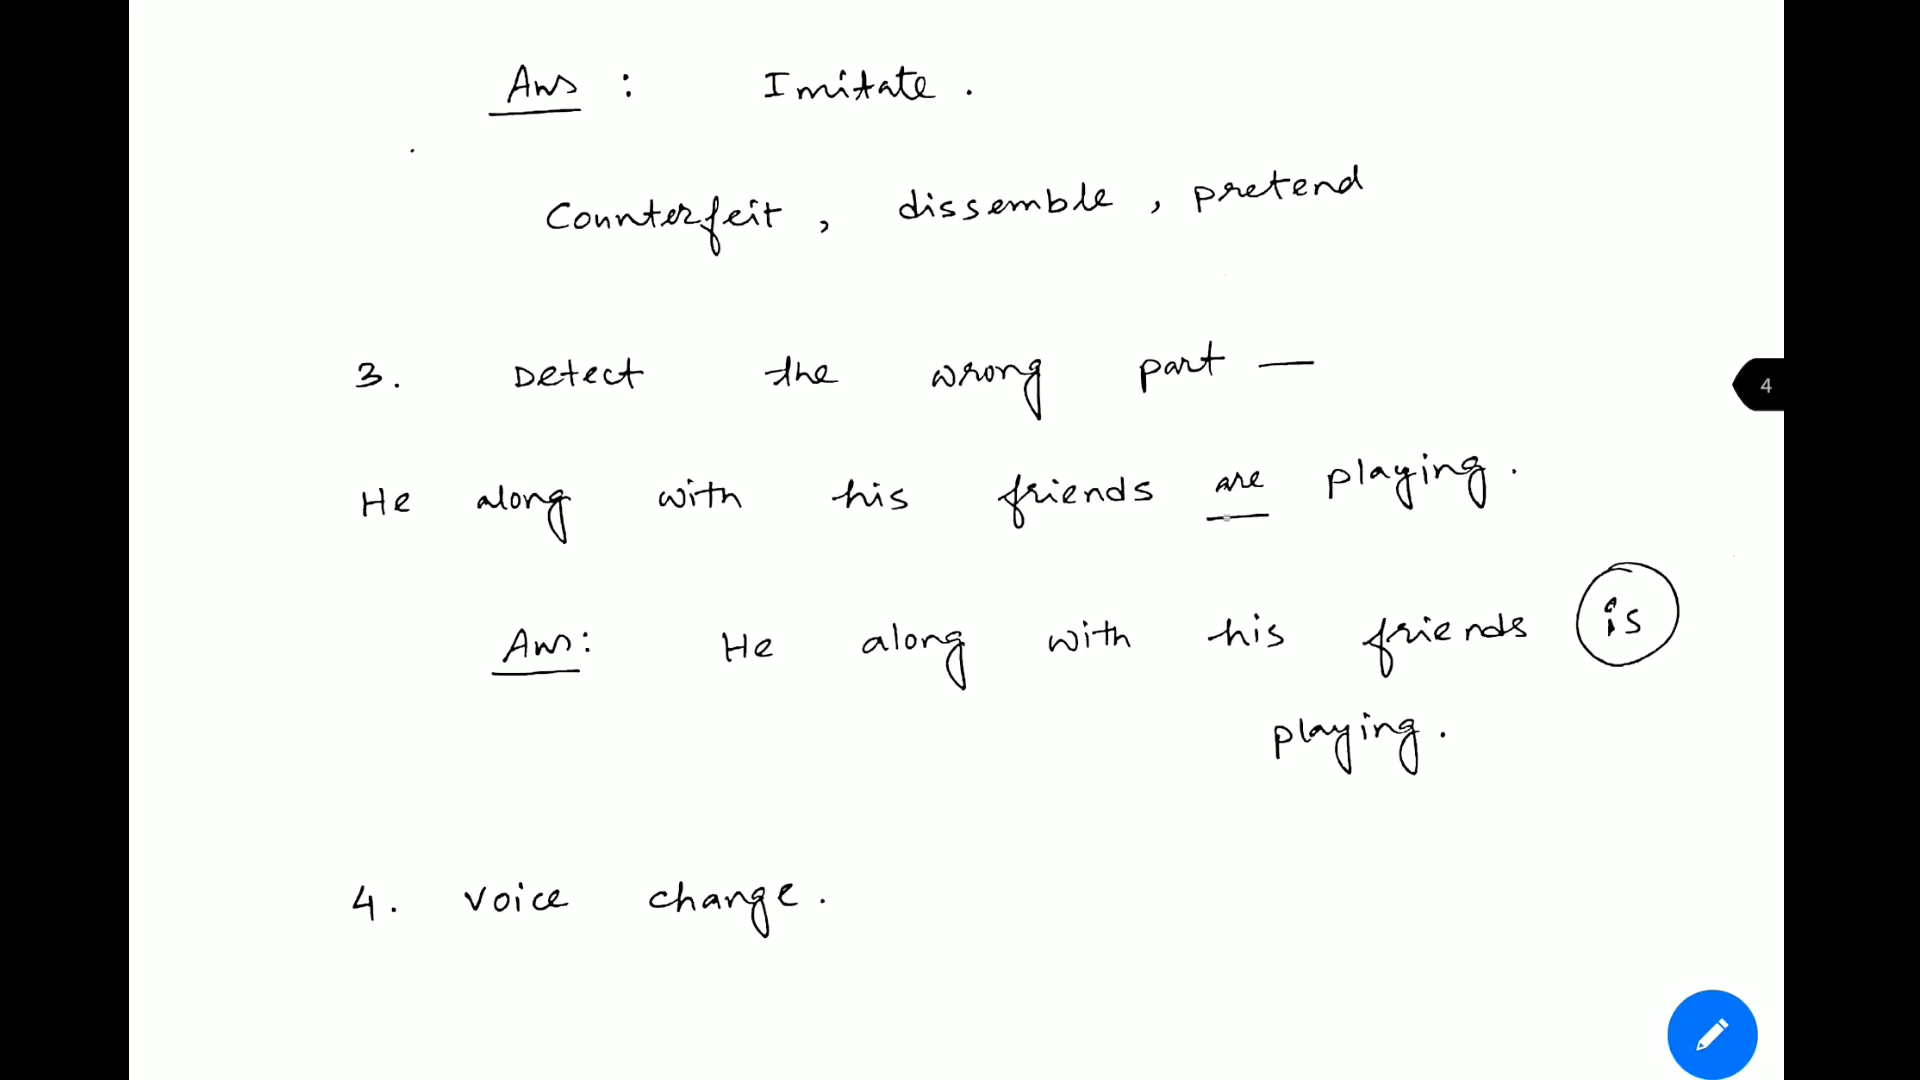 Ans : Imitate .
Counterfeit , dissemble , pretend
3. Detect the wrong part —
He along with his friends are playing .
Ans : He along with his friends is
playing .
4. voice change .
4